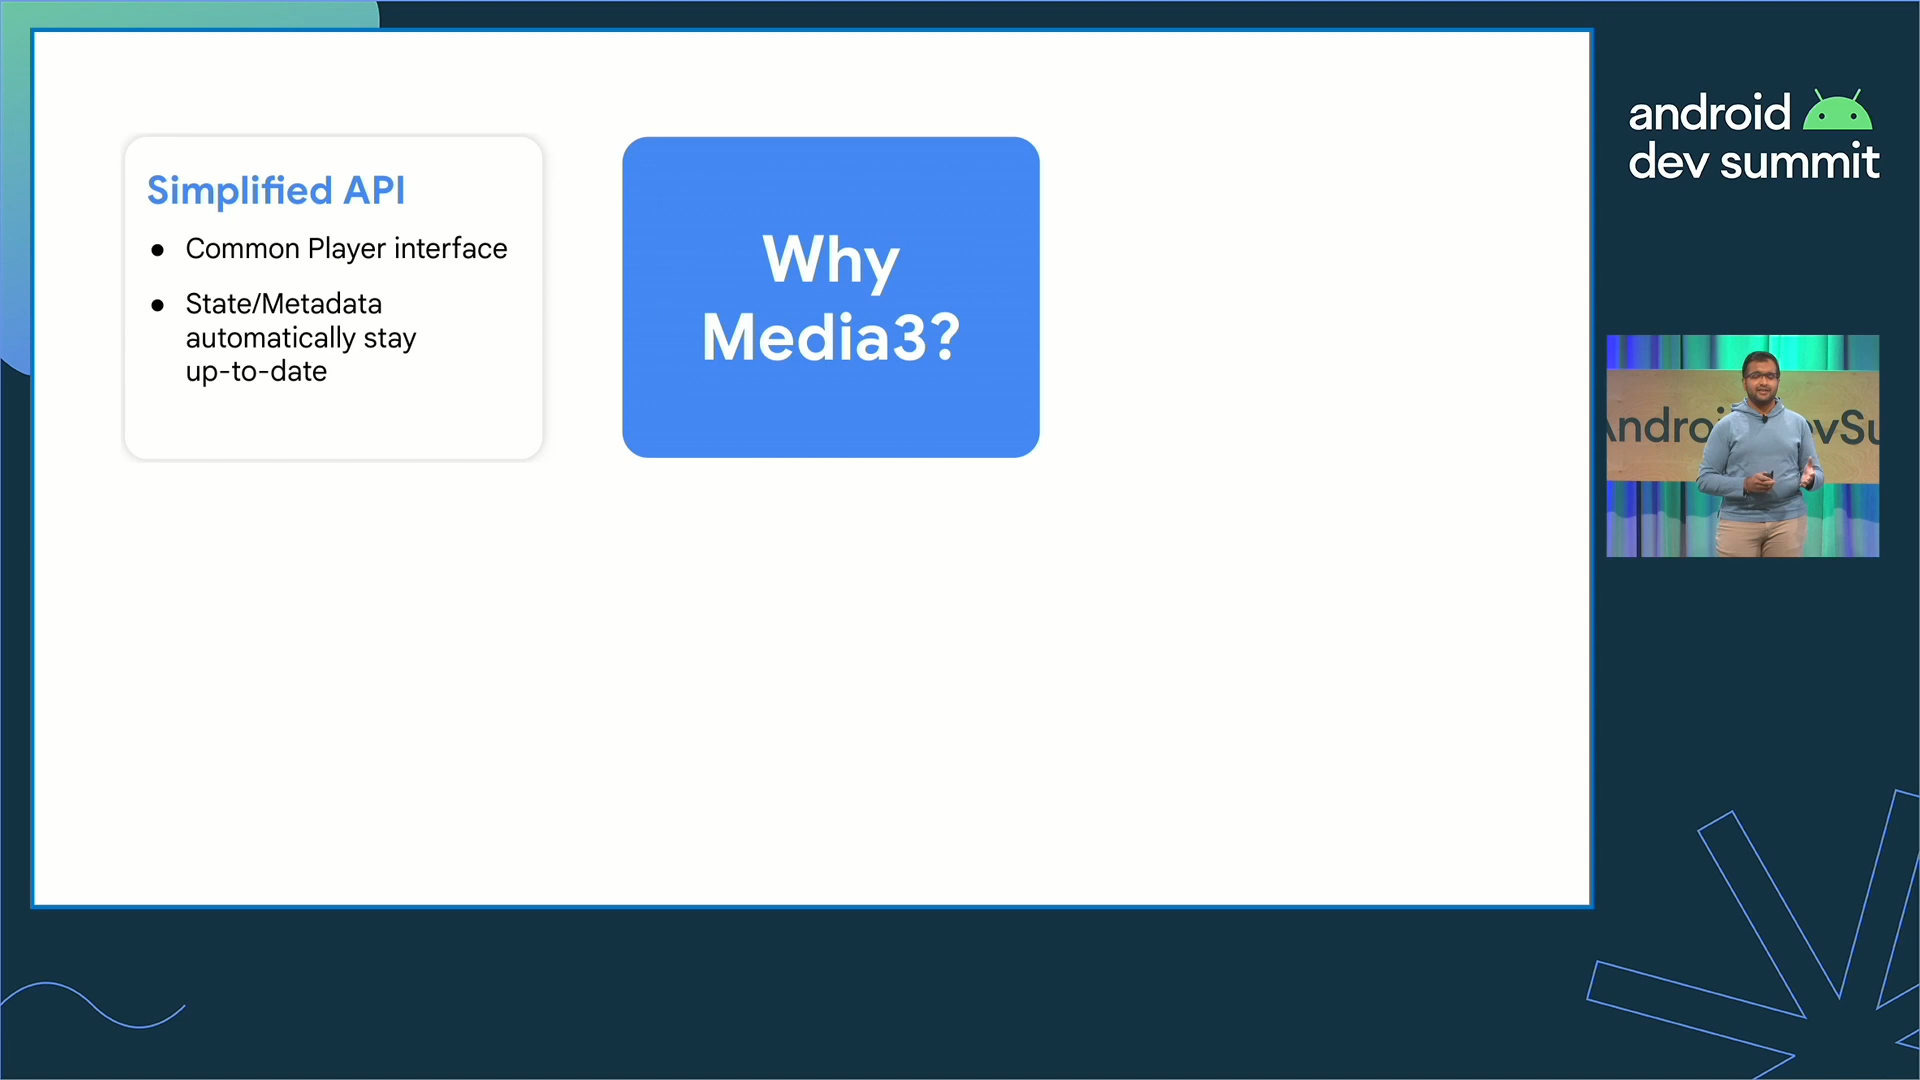 Simplified API
● Common Player interface
● State/Metadata
automatically stay
up-to-date
Why
Media3?
android
dev summit